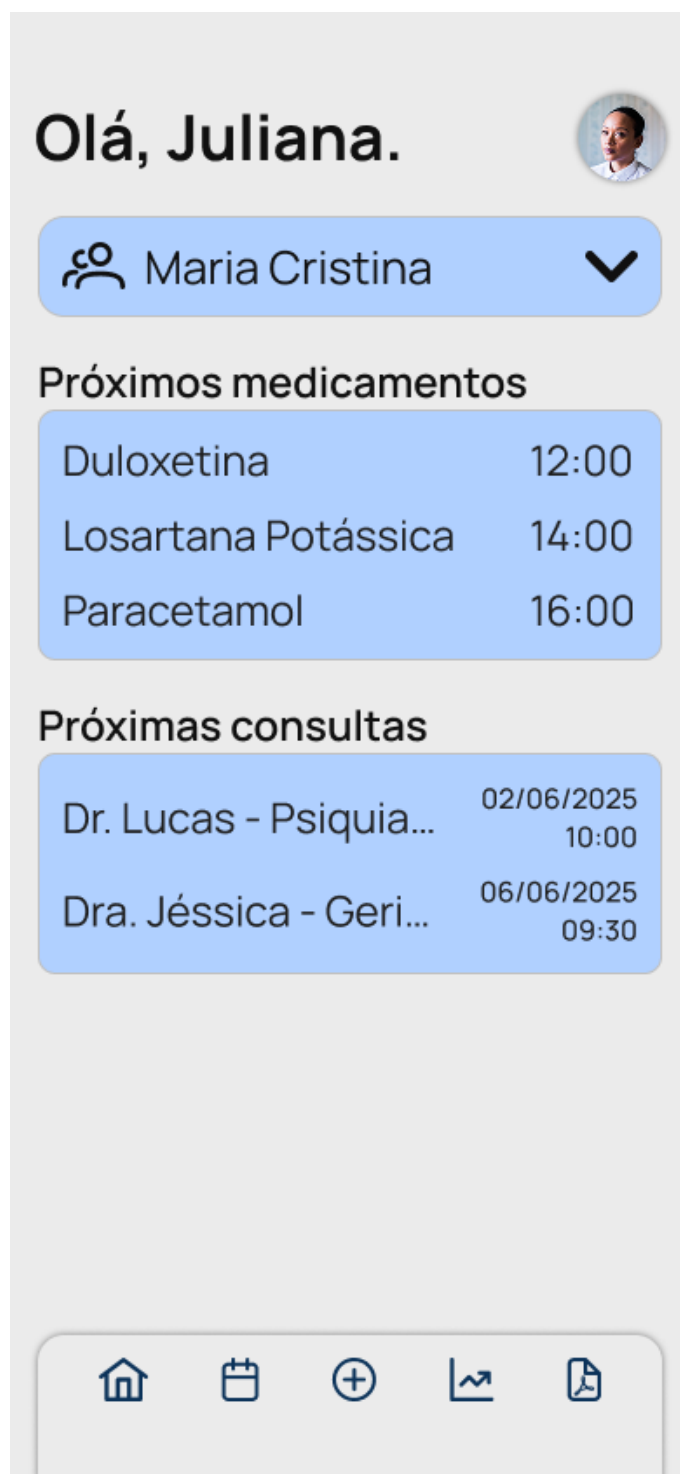 Olá, Juliana.
Maria Cristina
Próximos medicamentos
Duloxetina 12:00
Losartana Potássica 14:00
Paracetamol 16:00
Próximas consultas
Dr. Lucas - Psiquia... 02/06/2025
10:00
Dra. Jéssica - Geri... 06/06/2025
09:30